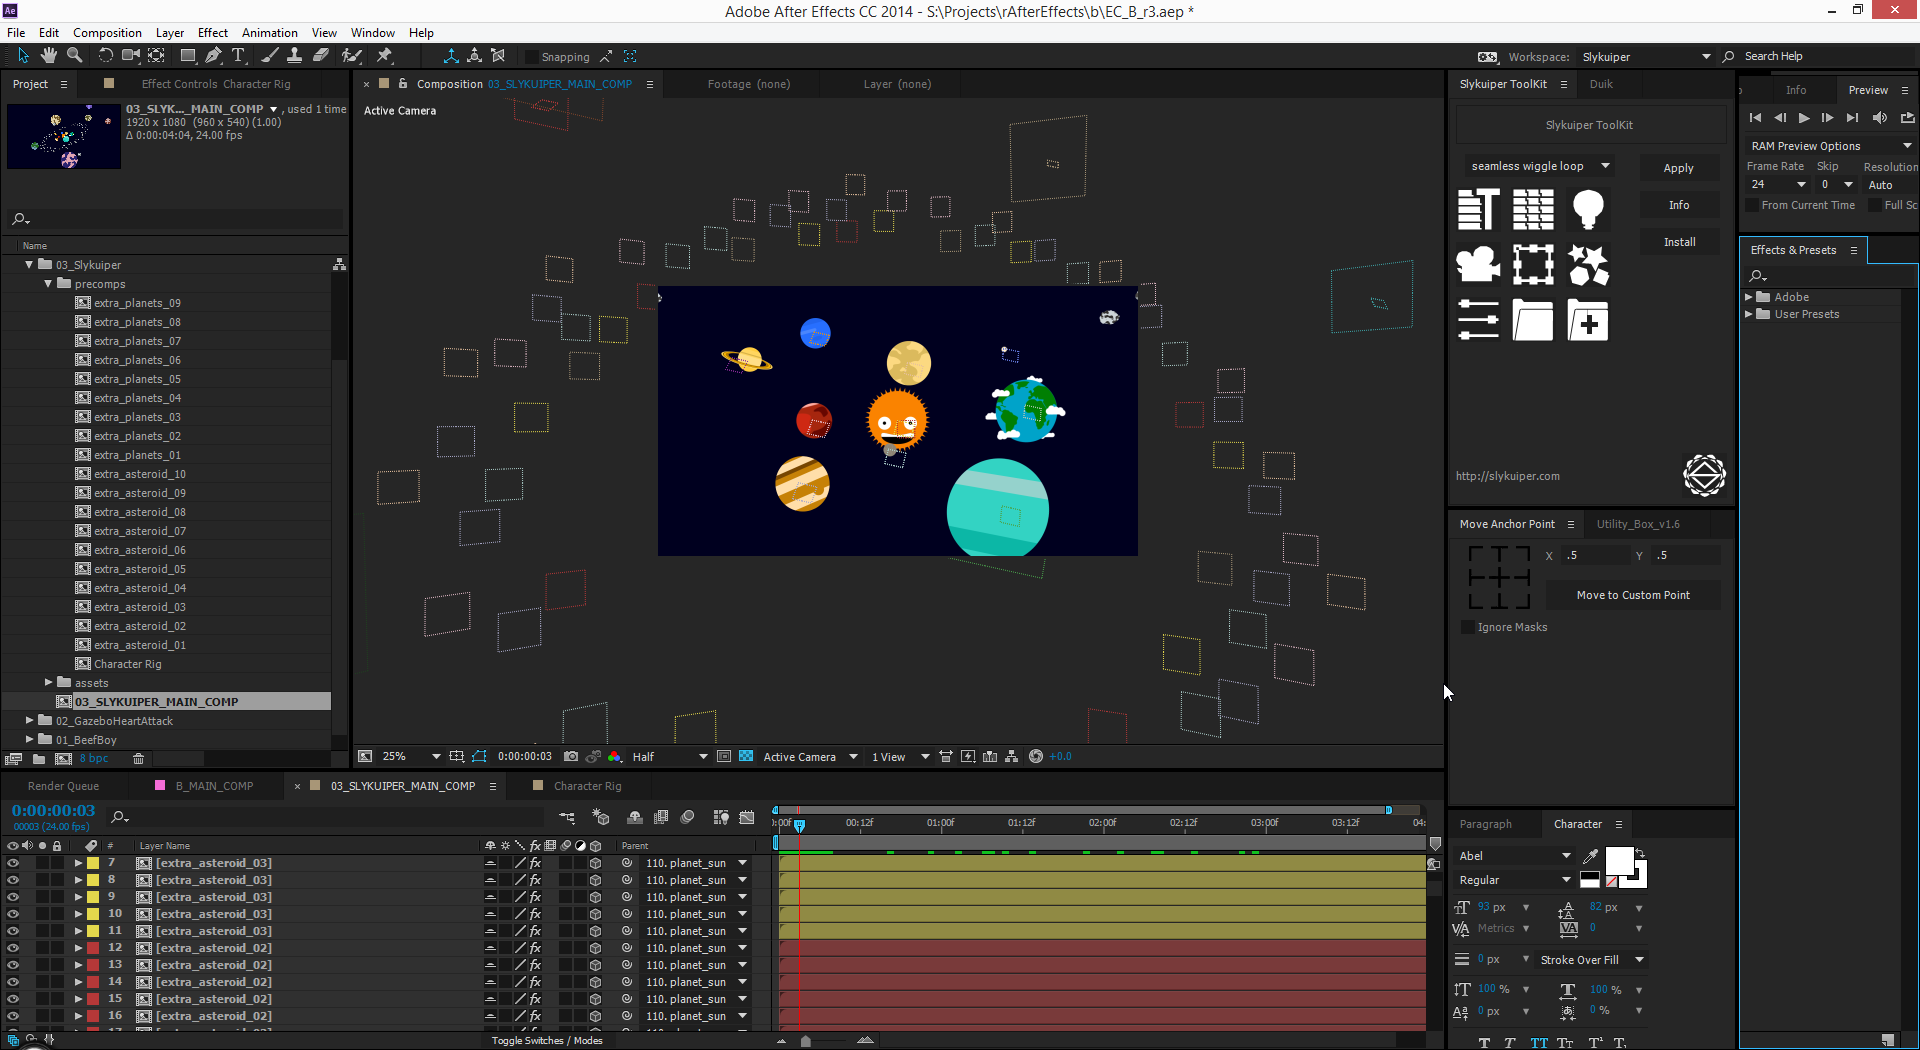 Ae
Adobe After Effects CC 2014 - S:\Projects\rAfterEffects\b\EC_B_r3.aep *
File Edit Composition Layer Effect Animation View Window Help
Snapping
Workspace: Slykuiper
Search Help
Project
Effect Controls Character Rig
Composition 03_SLYKUIPER_MAIN_COMP
Footage (none)
Layer (none)
03_SLYK..._MAIN_COMP , used 1 time
1920 x 1080 (960 x 540) (1.00)
Δ 0:00:04:04, 24.00 fps
Name
03_Slykuiper
precomps
extra_planets_09
extra_planets_08
extra_planets_07
extra_planets_06
extra_planets_05
extra_planets_04
extra_planets_03
extra_planets_02
extra_planets_01
extra_asteroid_10
extra_asteroid_09
extra_asteroid_08
extra_asteroid_07
extra_asteroid_06
extra_asteroid_05
extra_asteroid_04
extra_asteroid_03
extra_asteroid_02
extra_asteroid_01
Character Rig
assets
03_SLYKUIPER_MAIN_COMP
02_GazeboHeartAttack
01_BeefBoy
8 bpc
Active Camera
25% 0:00:00:03 Half Active Camera 1 View +0.0
Slykuiper ToolKit
Duik
Slykuiper ToolKit
seamless wiggle loop
Apply
Info
Install
http://slykuiper.com
Move Anchor Point
Utility_Box_v1.6
X .5 Y .5
Move to Custom Point
Ignore Masks
Info
Preview
RAM Preview Options
Frame Rate Skip Resolution
24 0 Auto
From Current Time Full Sc
Effects & Presets
Adobe
User Presets
Render Queue
B_MAIN_COMP
03_SLYKUIPER_MAIN_COMP
Character Rig
0:00:00:03
00003 (24.00 fps)
:00f 00:12f 01:00f 01:12f 02:00f 02:12f 03:00f 03:12f 04:
# Layer Name Parent
7 [extra_asteroid_03] 110. planet_sun
8 [extra_asteroid_03] 110. planet_sun
9 [extra_asteroid_03] 110. planet_sun
10 [extra_asteroid_03] 110. planet_sun
11 [extra_asteroid_03] 110. planet_sun
12 [extra_asteroid_02] 110. planet_sun
13 [extra_asteroid_02] 110. planet_sun
14 [extra_asteroid_02] 110. planet_sun
15 [extra_asteroid_02] 110. planet_sun
16 [extra_asteroid_02] 110. planet_sun
Toggle Switches / Modes
Paragraph
Character
Abel
Regular
93 px 82 px
Metrics 0
0 px Stroke Over Fill
100 % 100 %
0 px 0 %